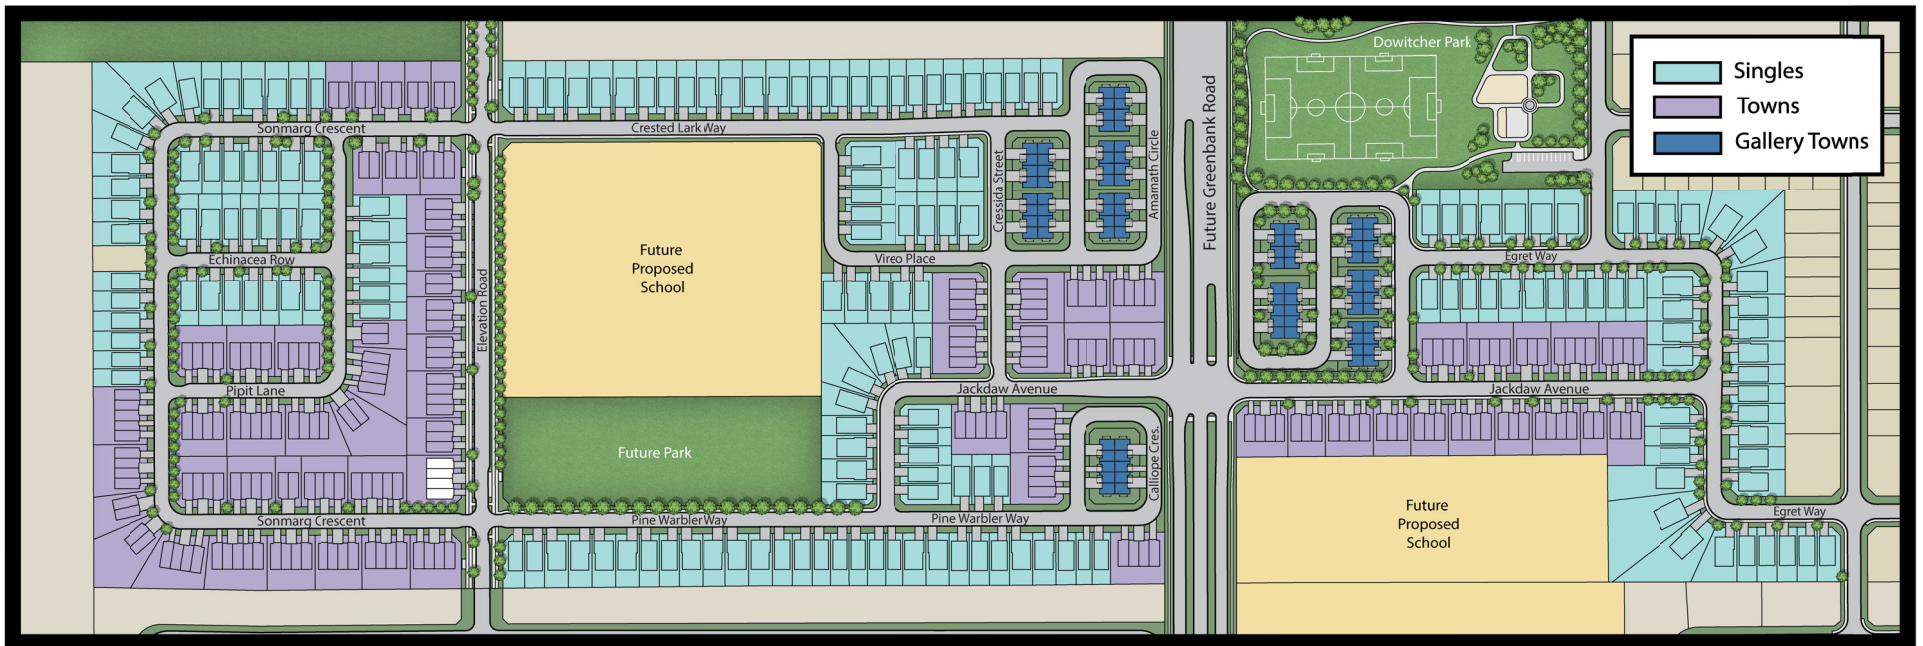 Dowitcher Park
Singles
Towns
Gallery Towns
Sonmarg Crescent
Crested Lark Way
Cressida Street
Amarnath Circle
Future Greenbank Road
Echinacea Row
Elevation Road
Future
Proposed
School
Vireo Place
Egret Way
Pipit Lane
Jackdaw Avenue
Jackdaw Avenue
Future Park
Calliope Cres.
Future
Proposed
School
Sonmarg Crescent
Pine Warbler Way
Pine Warbler Way
Egret Way